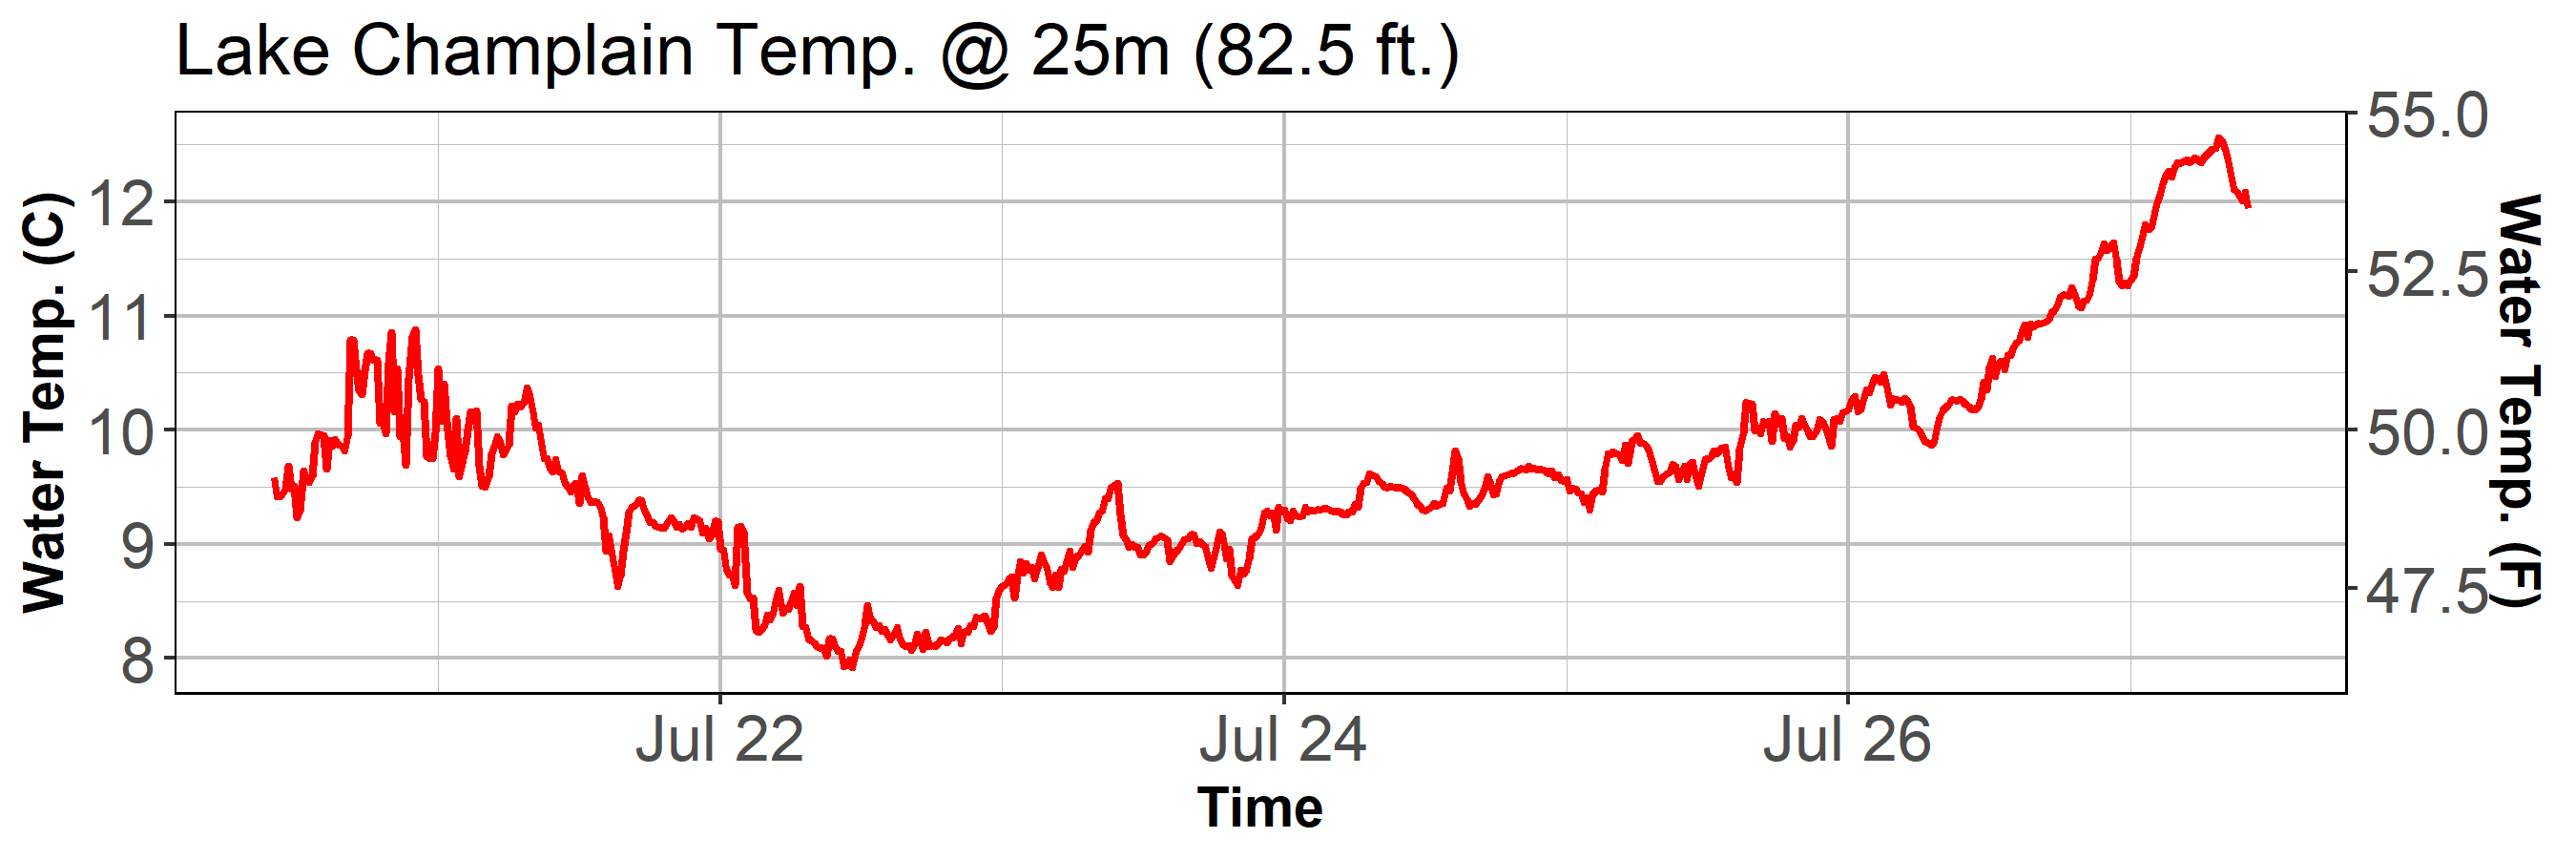 Lake Champlain Temp. @ 25m (82.5 ft.)
Water Temp. (C)
12
11
10
9
8
55.0
52.5
50.0
47.5
Water Temp. (F)
Jul 22
Jul 24
Jul 26
Time